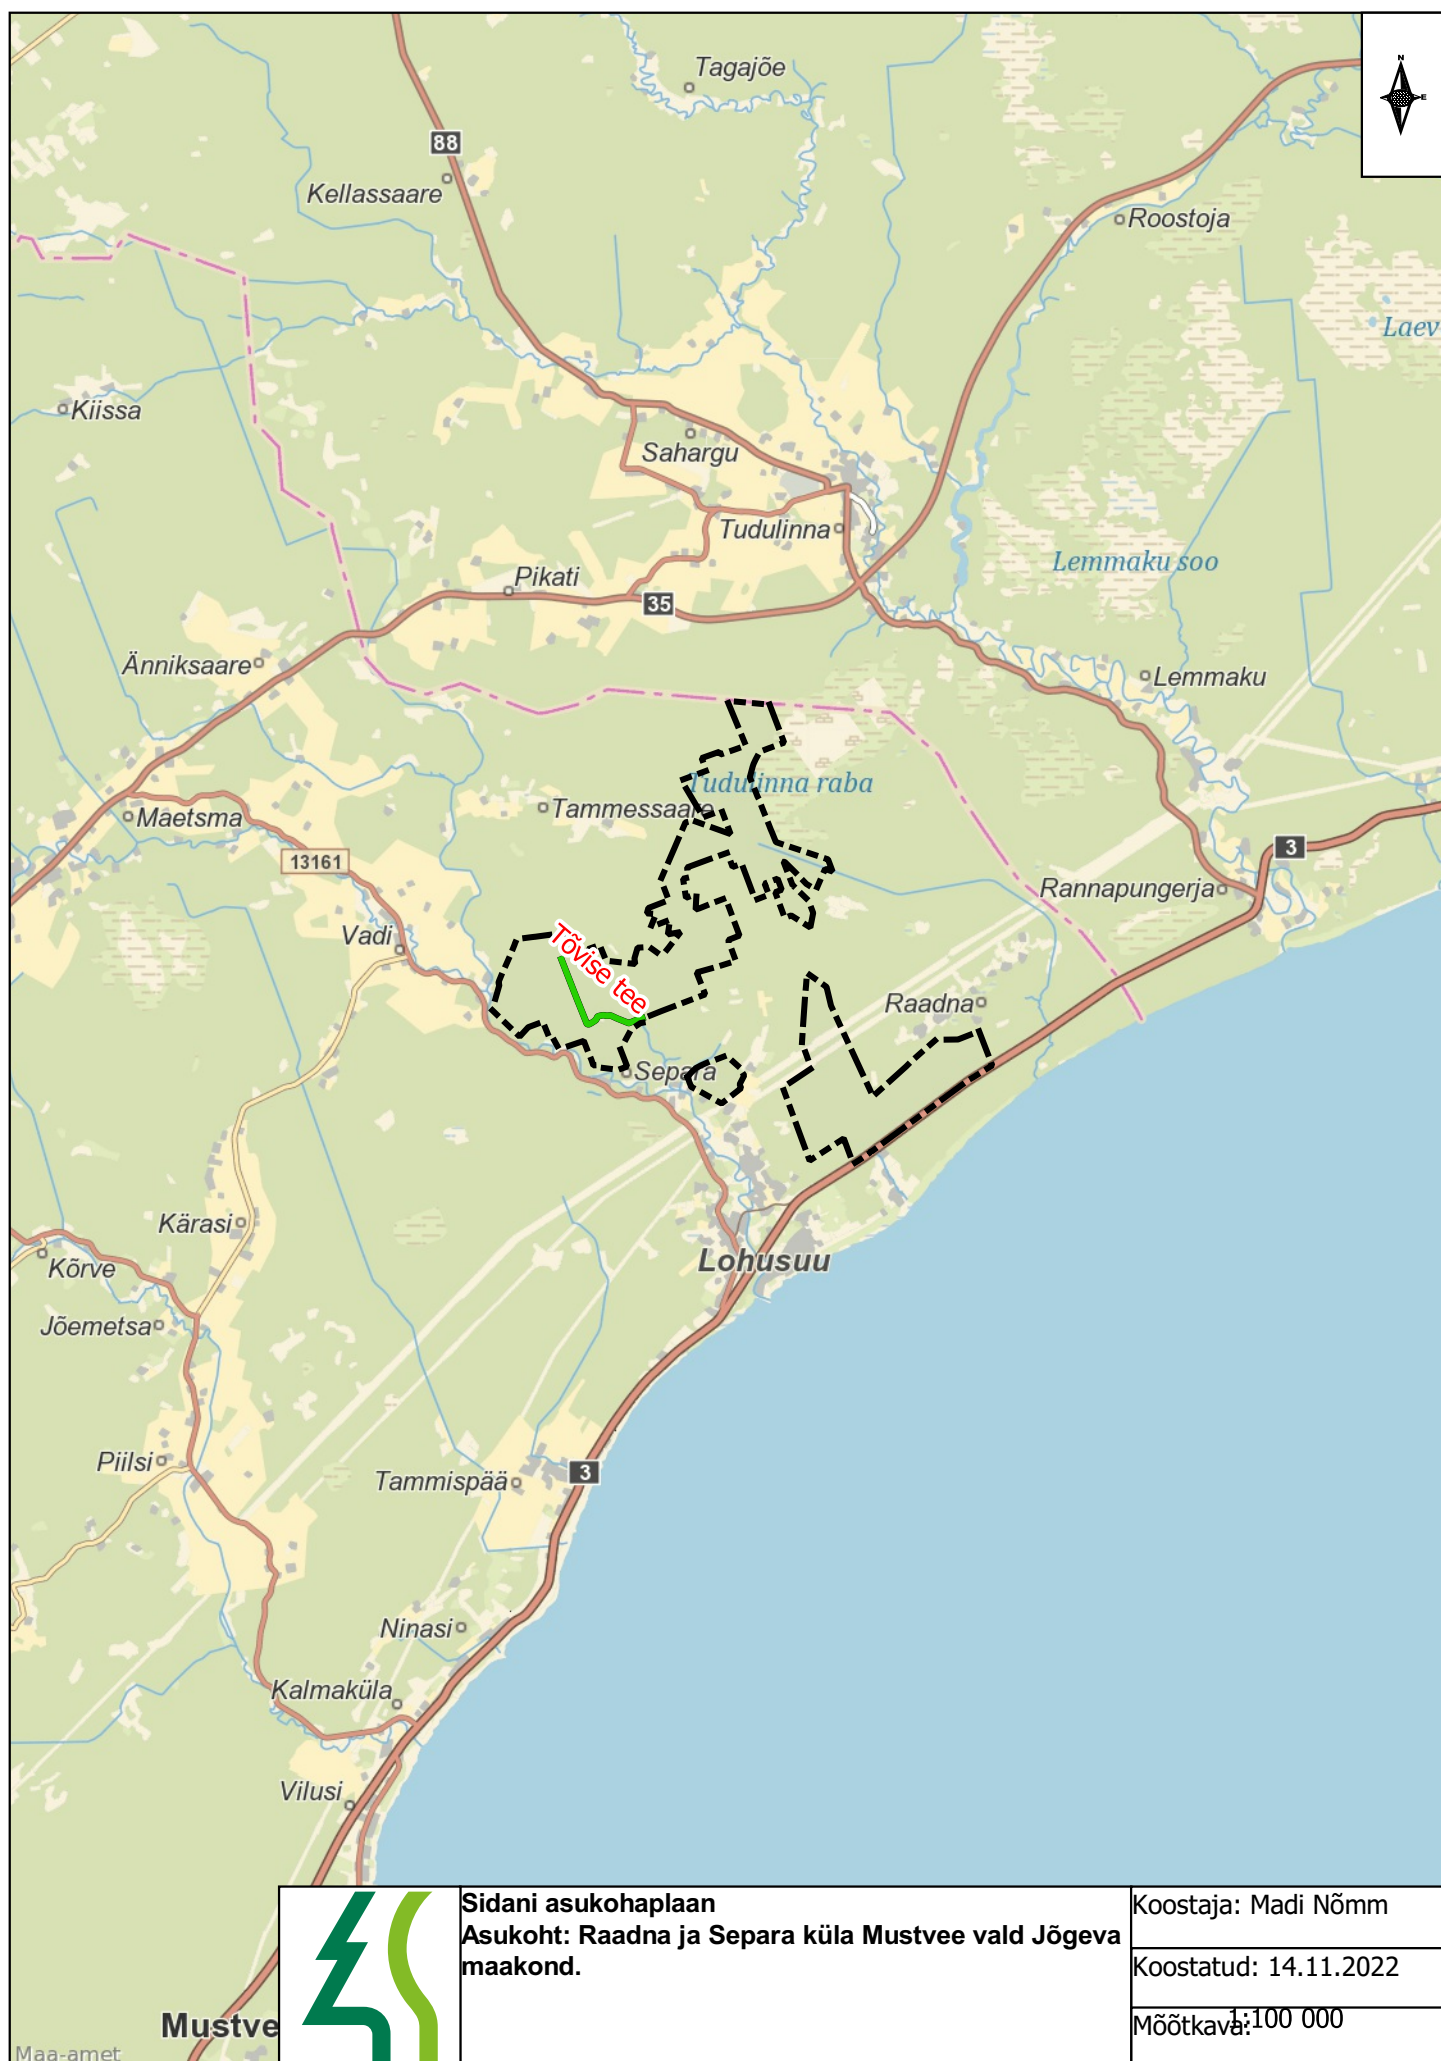 N
E
Tagajõe
88
Kellassaare
Roostoja
Laev
Kiissa
Sahargu
Tudulinna
Lemmaku soo
Pikati
35
Änniksaare
Lemmaku
Tudulinna raba
Tammessaare
Maetsma
13161
3
Rannapungerja
Vadi
Tõvise tee
Raadna
Separa
Kärasi
Lohusuu
Kõrve
Jõemetsa
Piilsi
Tammispää
3
Ninasi
Kalmaküla
Vilusi
Mustve
Maa-amet
Sidani asukohaplaan
Asukoht: Raadna ja Separa küla Mustvee vald Jõgeva
maakond.
Koostaja: Madi Nõmm
Koostatud: 14.11.2022
Mõõtkava: 1:100 000